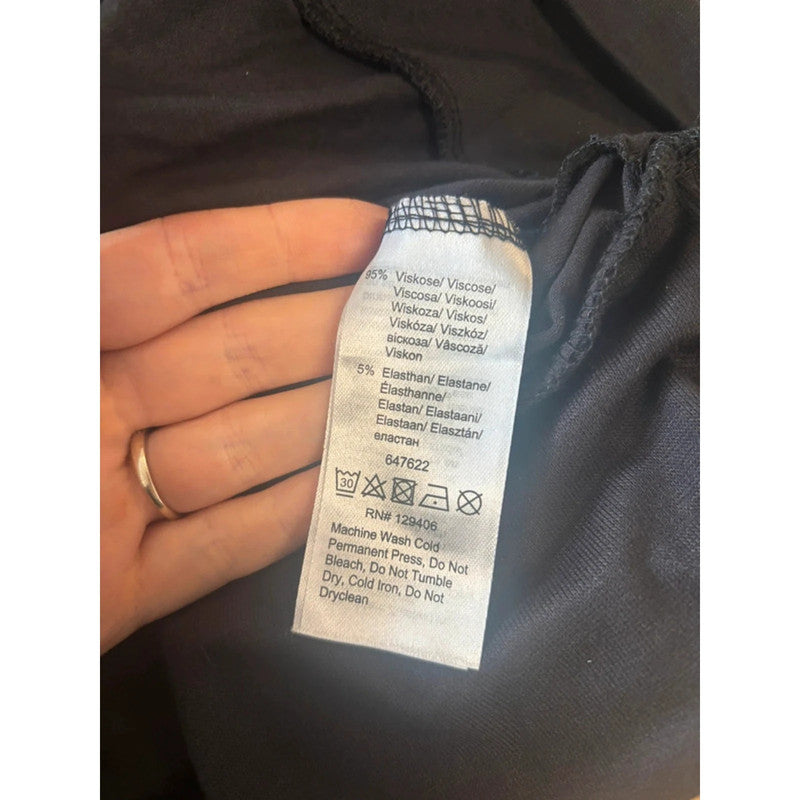 95% Viskose/ Viscose/
Viscosa/ Viskoosi/
Wiskoza/ Viskos/
Viskóza/ Viszkóz/
віскоза/ Vâscoză/
Viskon
5% Elasthan/ Elastane/
Élasthanne/
Elastan/ Elastaani/
Elastaan/ Elasztán/
еластан
647622
30
RN# 129406
Machine Wash Cold
Permanent Press, Do Not
Bleach, Do Not Tumble
Dry, Cold Iron, Do Not
Dryclean